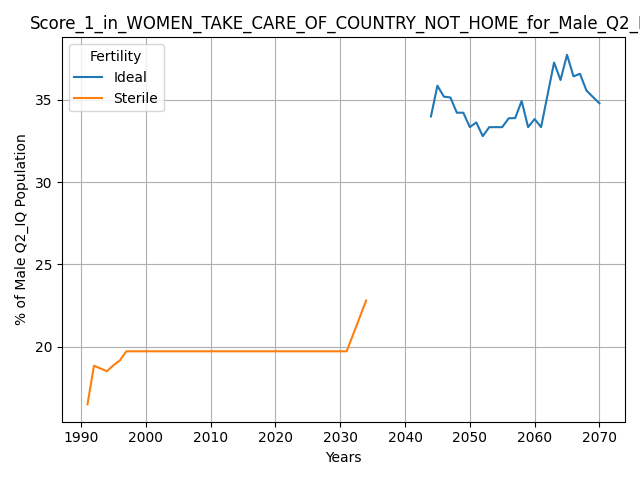 Score_1_in_WOMEN_TAKE_CARE_OF_COUNTRY_NOT_HOME_for_Male_Q2_
Fertility
Ideal
Sterile
35
30
25
20
% of Male Q2_IQ Population
1990 2000 2010 2020 2030 2040 2050 2060 2070
Years